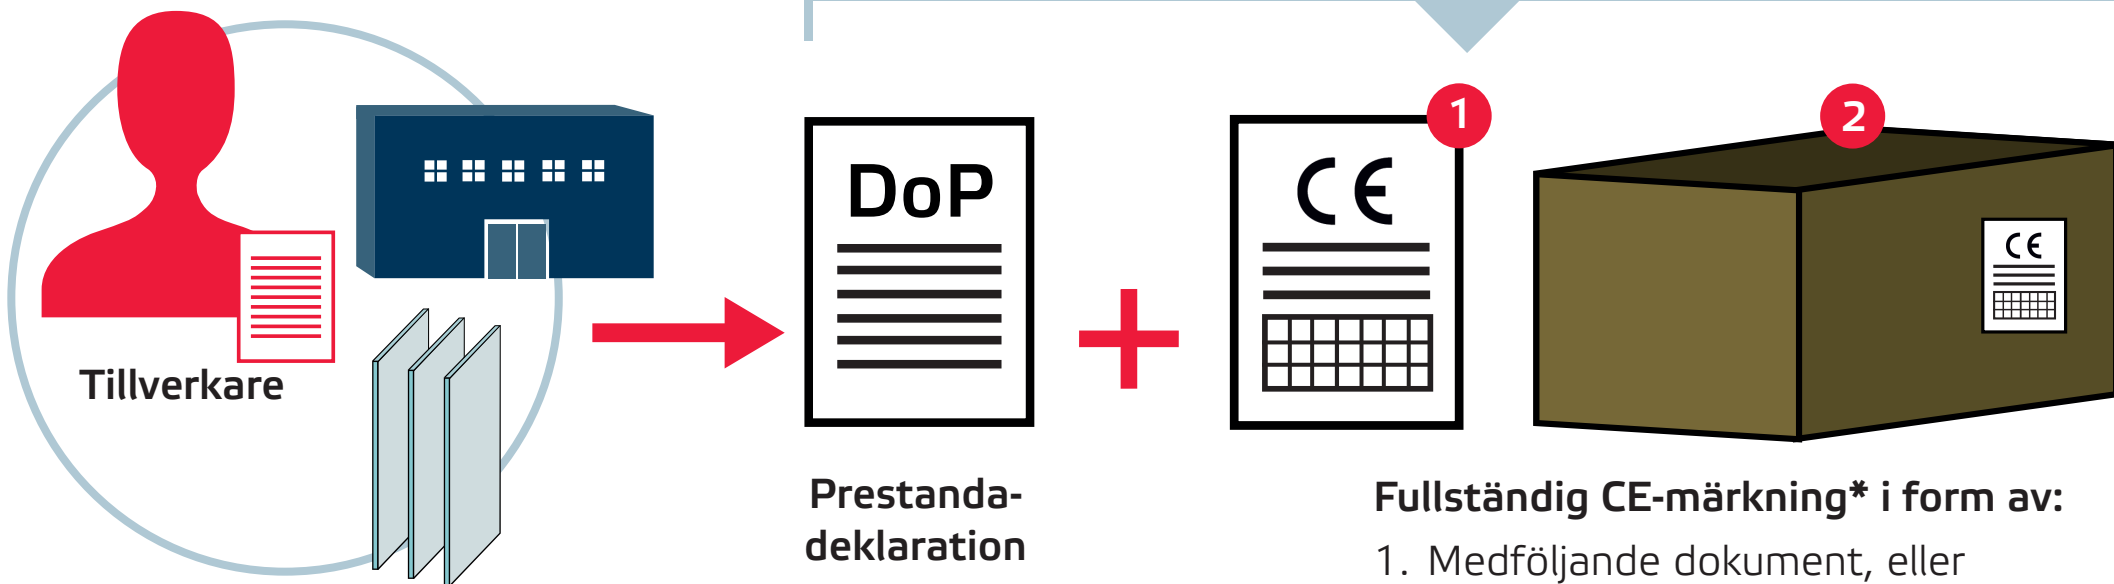 1
2
DoP
CE
CE
Tillverkare
Prestanda-
deklaration
Fullständig CE-märkning* i form av:
1. Medföljande dokument, eller